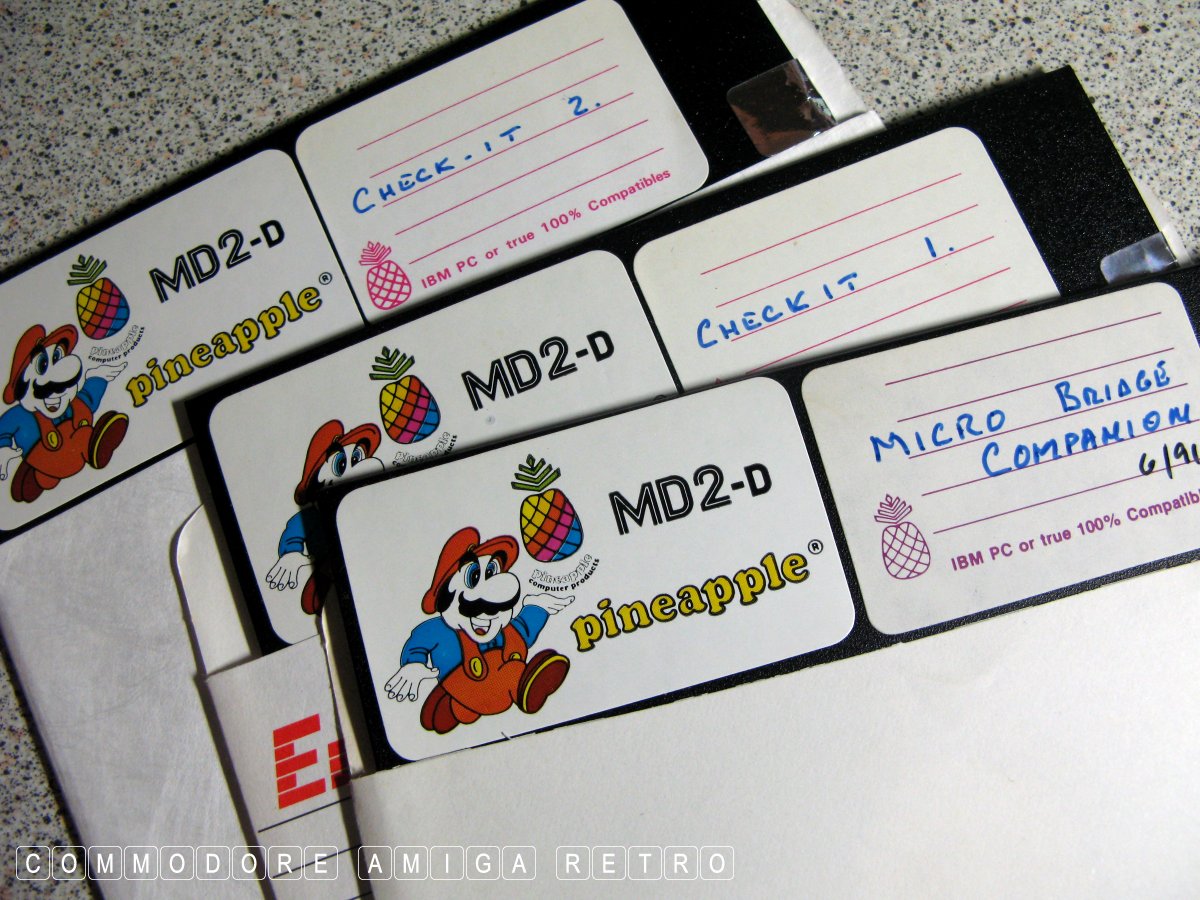 CHECK-IT 2.
IBM PC or true 100% Compatibles
MD2-D
pineapple
computer products
pineapple®
CHECK IT 1.
MD2-D
pineapple
MICRO BRIDGE
COMPANION
6/91
IBM PC or true 100%
MD2-D
pineapple
computer products
pineapple®
COMMODORE AMIGA RETRO